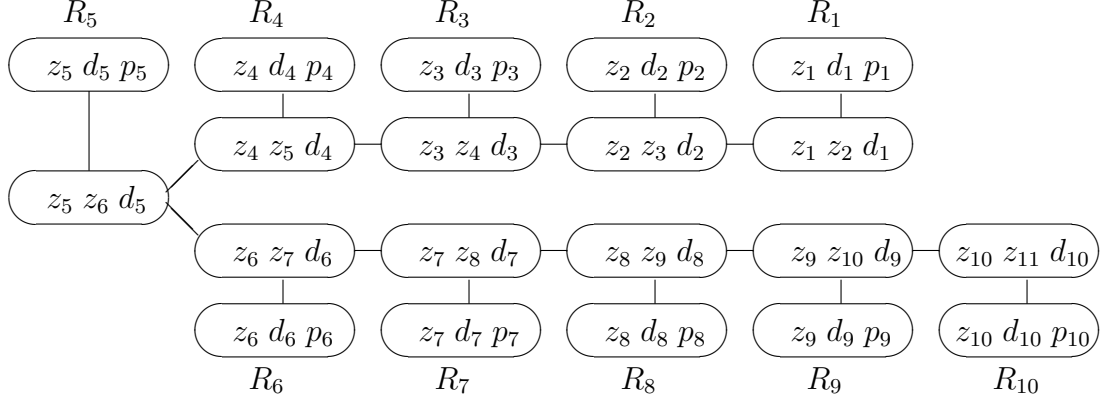 R₅ R₄ R₃ R₂ R₁
z₅ d₅ p₅ z₄ d₄ p₄ z₃ d₃ p₃ z₂ d₂ p₂ z₁ d₁ p₁
z₄ z₅ d₄ z₃ z₄ d₃ z₂ z₃ d₂ z₁ z₂ d₁
z₅ z₆ d₅
z₆ z₇ d₆ z₇ z₈ d₇ z₈ z₉ d₈ z₉ z₁₀ d₉ z₁₀ z₁₁ d₁₀
z₆ d₆ p₆ z₇ d₇ p₇ z₈ d₈ p₈ z₉ d₉ p₉ z₁₀ d₁₀ p₁₀
R₆ R₇ R₈ R₉ R₁₀